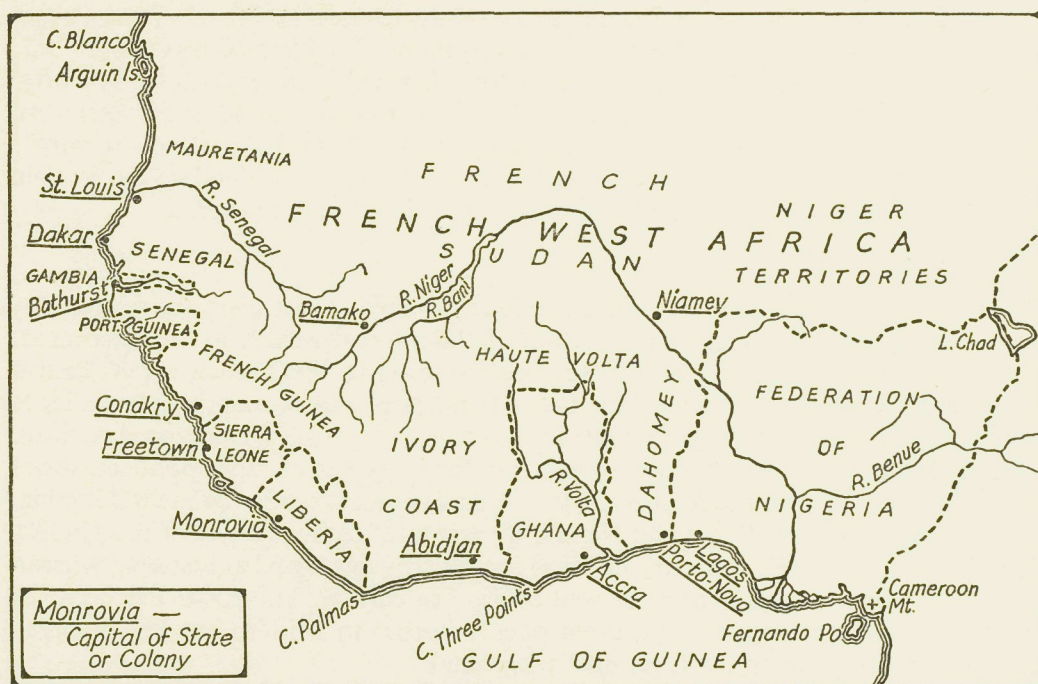 C. Blanco
Arguin Is.
MAURETANIA
St. Louis
R. Senegal
Dakar
SENEGAL
GAMBIA
Bathurst
PORT. GUINEA
FRENCH
FRENCH WEST AFRICA
SUDAN
NIGER
TERRITORIES
R. Niger
R. Bani
Bamako
Niamey
L. Chad
FRENCH
GUINEA
HAUTE VOLTA
DAHOMEY
FEDERATION
OF
NIGERIA
R. Benue
Conakry
Freetown
SIERRA
LEONE
IVORY
COAST
LIBERIA
Monrovia
Abidjan
GHANA
R. Volta
Accra
Porto-Novo
Lagos
C. Palmas
C. Three Points
Cameroon
Mt.
Fernando Po
GULF OF GUINEA
Monrovia —
Capital of State
or Colony